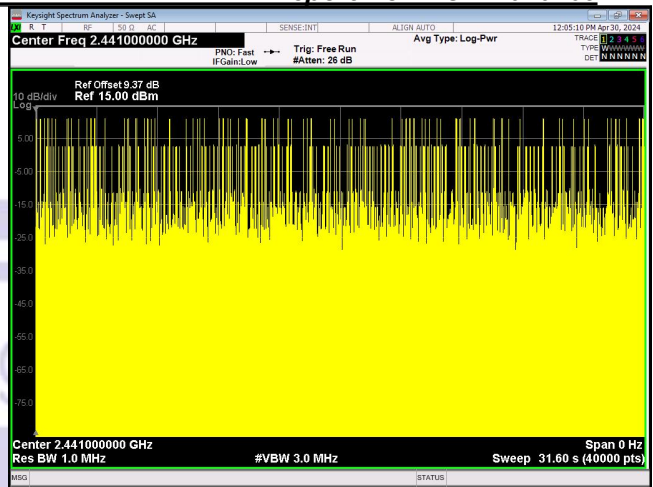 Keysight Spectrum Analyzer - Swept SA
LXI R T RF 50 Ω AC SENSE:INT ALIGN AUTO 12:05:10 PM Apr 30, 2024
Center Freq 2.441000000 GHz Avg Type: Log-Pwr TRACE 1 2 3 4 5 6
PNO: Fast Trig: Free Run TYPE W
IFGain:Low #Atten: 26 dB DET N N N N N N
Ref Offset 9.37 dB
10 dB/div Ref 15.00 dBm
Log
5.00
-5.00
-15.0
-25.0
-35.0
-45.0
-55.0
-65.0
-75.0
Center 2.441000000 GHz Span 0 Hz
Res BW 1.0 MHz #VBW 3.0 MHz Sweep 31.60 s (40000 pts)
MSG STATUS